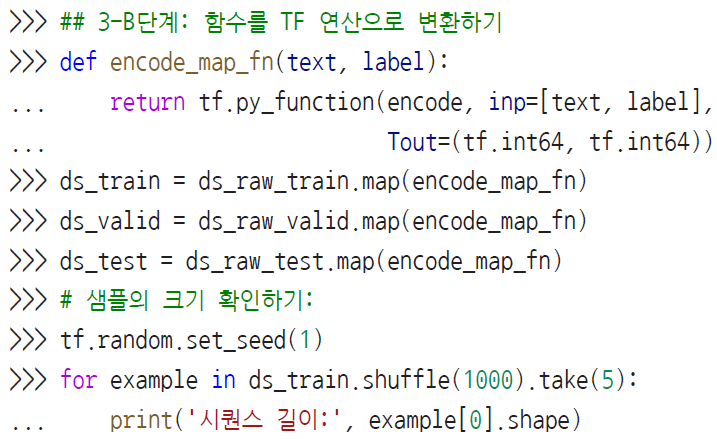 >>> ## 3-B단계: 함수를 TF 연산으로 변환하기
>>> def encode_map_fn(text, label):
...     return tf.py_function(encode, inp=[text, label],
...                           Tout=(tf.int64, tf.int64))
>>> ds_train = ds_raw_train.map(encode_map_fn)
>>> ds_valid = ds_raw_valid.map(encode_map_fn)
>>> ds_test = ds_raw_test.map(encode_map_fn)
>>> # 샘플의 크기 확인하기:
>>> tf.random.set_seed(1)
>>> for example in ds_train.shuffle(1000).take(5):
...     print('시퀀스 길이:', example[0].shape)